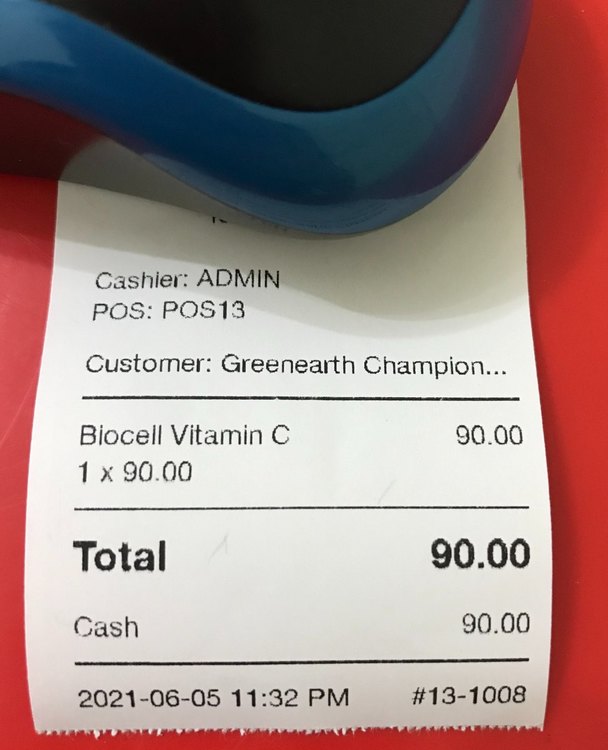 Cashier: ADMIN
POS: POS13
Customer: Greenearth Champion...
Biocell Vitamin C 90.00
1 x 90.00
Total 90.00
Cash 90.00
2021-06-05 11:32 PM #13-1008